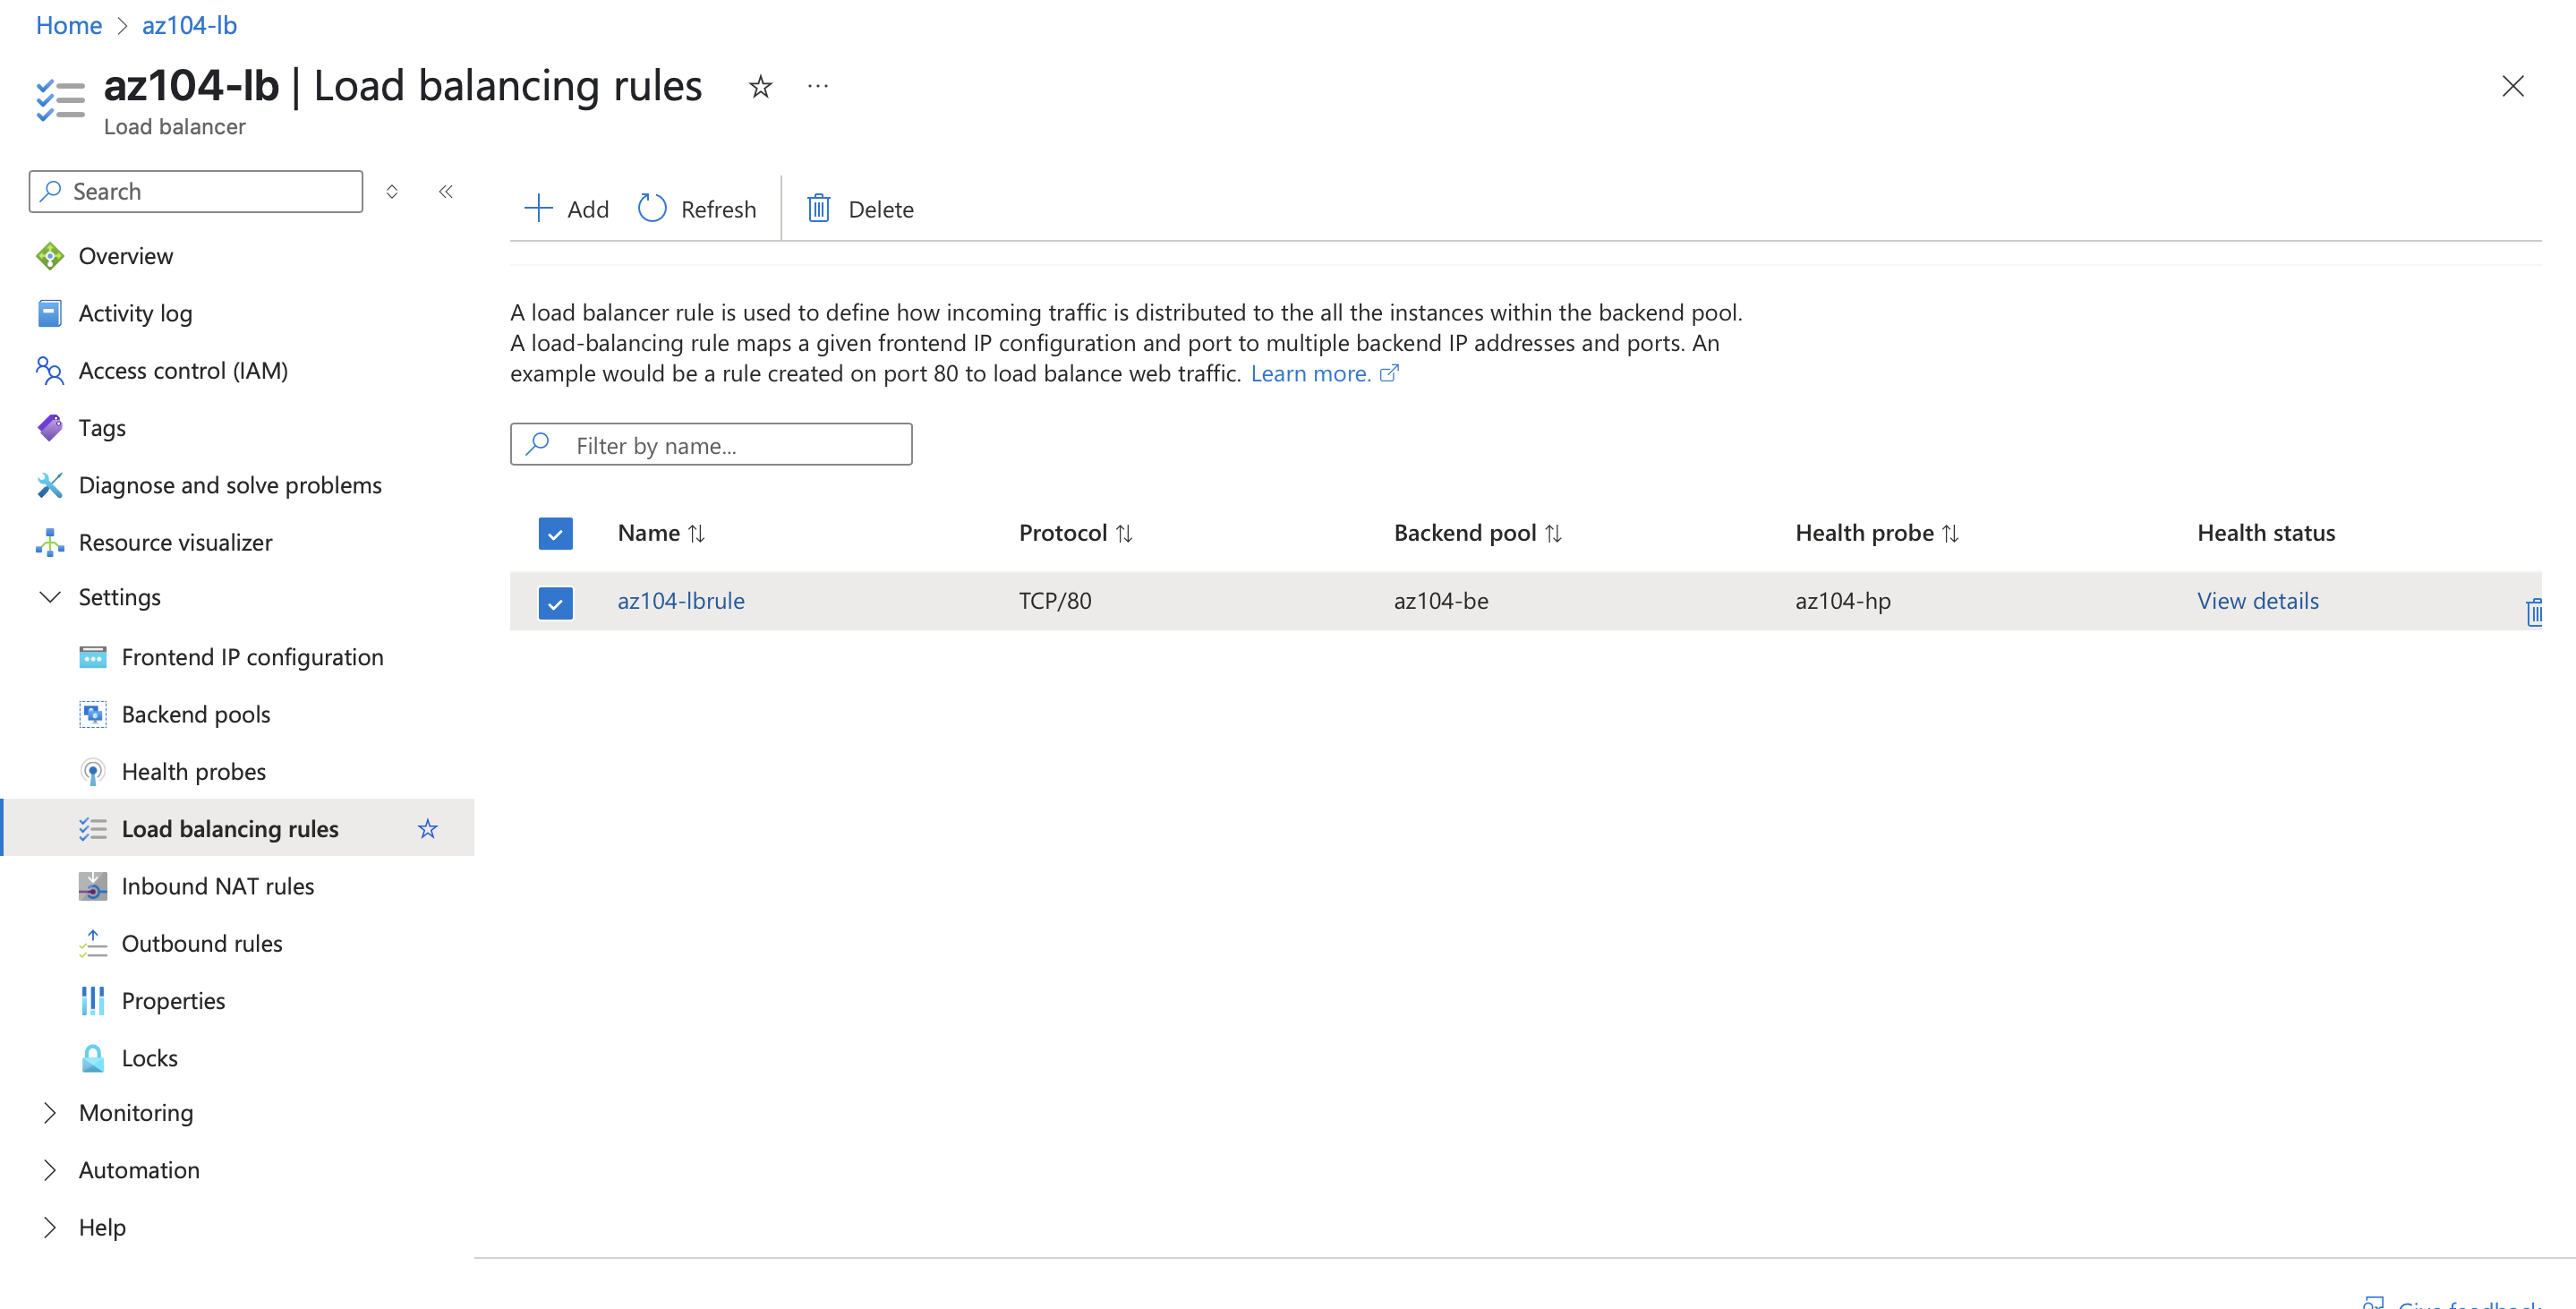 Home > az104-lb
az104-lb | Load balancing rules
Load balancer
Search
Overview
Activity log
Access control (IAM)
Tags
Diagnose and solve problems
Resource visualizer
Settings
Frontend IP configuration
Backend pools
Health probes
Load balancing rules
Inbound NAT rules
Outbound rules
Properties
Locks
Monitoring
Automation
Help
Add Refresh Delete
A load balancer rule is used to define how incoming traffic is distributed to the all the instances within the backend pool.
A load-balancing rule maps a given frontend IP configuration and port to multiple backend IP addresses and ports. An
example would be a rule created on port 80 to load balance web traffic. Learn more.
Filter by name...
Name Protocol Backend pool Health probe Health status
az104-lbrule TCP/80 az104-be az104-hp View details
Give feedback